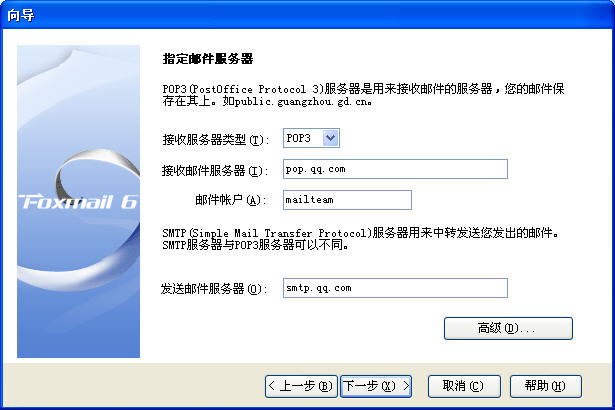 向导
指定邮件服务器
POP3(PostOffice Protocol 3)服务器是用来接收邮件的服务器，您的邮件保
存在其上。如public.guangzhou.gd.cn。
接收服务器类型(T): POP3
接收邮件服务器(I): pop.qq.com
邮件帐户(A): mailteam
Foxmail 6
SMTP(Simple Mail Transfer Protocol)服务器用来中转发送您发出的邮件。
SMTP服务器与POP3服务器可以不同。
发送邮件服务器(O): smtp.qq.com
高级(D)...
< 上一步(B) 下一步(X) > 取消(C) 帮助(H)